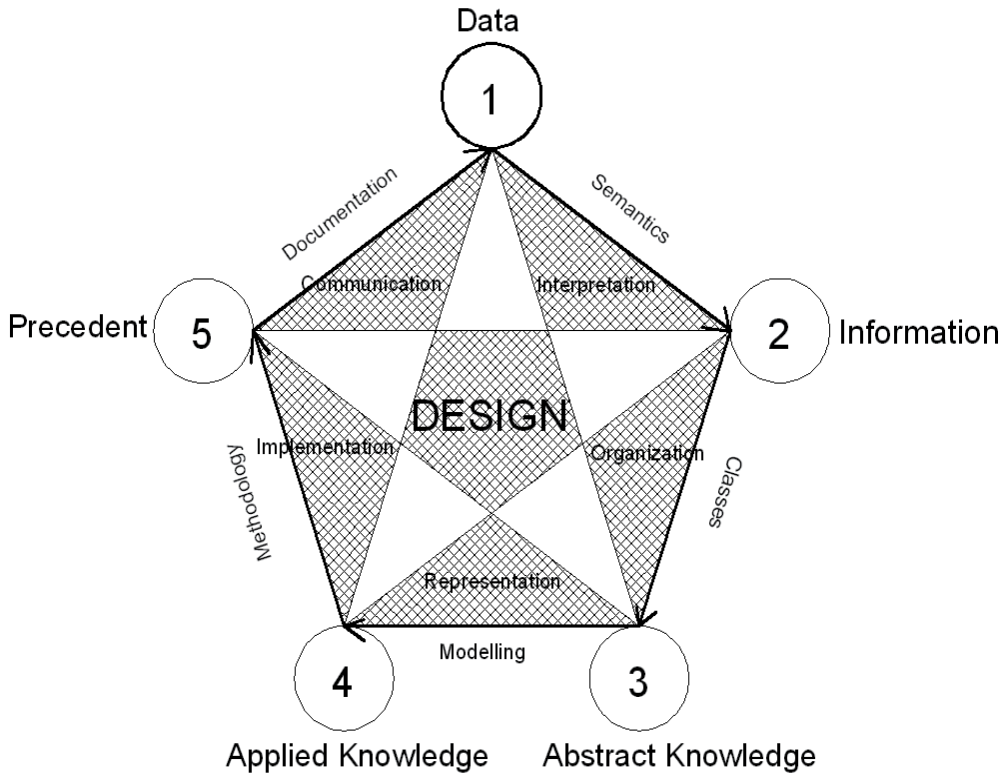 Data
1
Documentation
Semantics
Communication
Interpretation
Precedent
5
2
Information
DESIGN
Implementation
Organization
Methodology
Classes
Representation
Modelling
4
3
Applied Knowledge
Abstract Knowledge